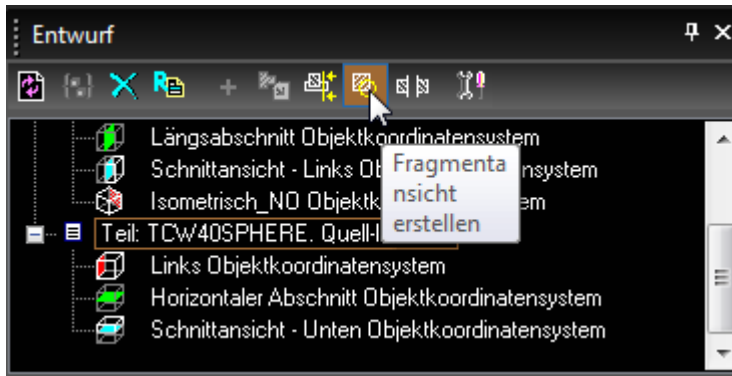 Entwurf
Längsabschnitt Objektkoordinatensystem
Schnittansicht - Links Ob nsystem
Isometrisch_NO Objektk em
Fragmenta
nsicht
erstellen
Teil: TCW40SPHERE. Quell-I
Links Objektkoordinatensystem
Horizontaler Abschnitt Objektkoordinatensystem
Schnittansicht - Unten Objektkoordinatensystem